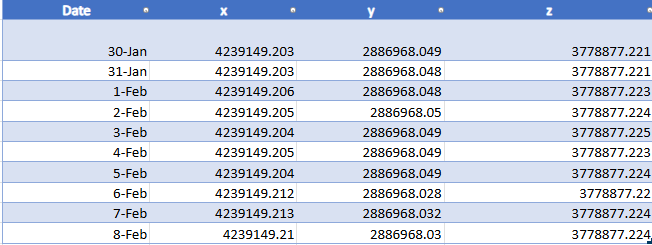 Date x y z
30-Jan 4239149.203 2886968.049 3778877.221
31-Jan 4239149.203 2886968.048 3778877.221
1-Feb 4239149.206 2886968.048 3778877.223
2-Feb 4239149.205 2886968.05 3778877.224
3-Feb 4239149.204 2886968.049 3778877.225
4-Feb 4239149.205 2886968.049 3778877.223
5-Feb 4239149.204 2886968.049 3778877.224
6-Feb 4239149.212 2886968.028 3778877.22
7-Feb 4239149.213 2886968.032 3778877.224
8-Feb 4239149.21 2886968.03 3778877.224